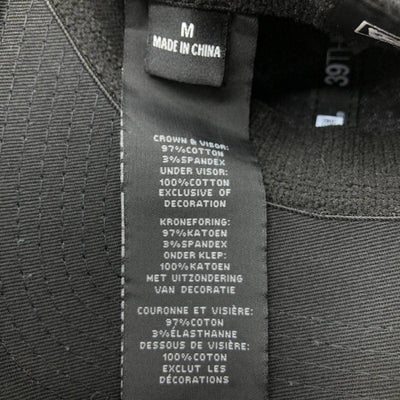 M
MADE IN CHINA
39TH
CROWN & VISOR:
97%COTTON
3%SPANDEX
UNDER VISOR:
100%COTTON
EXCLUSIVE OF
DECORATION
KRONEFORING:
97%KATOEN
3%SPANDEX
ONDER KLEP:
100%KATOEN
MET UITZONDERING
VAN DECORATIE
COURONNE ET VISIÈRE:
97%COTON
3%ÉLASTHANNE
DESSOUS DE VISIÈRE:
100%COTON
EXCLUT LES
DÉCORATIONS